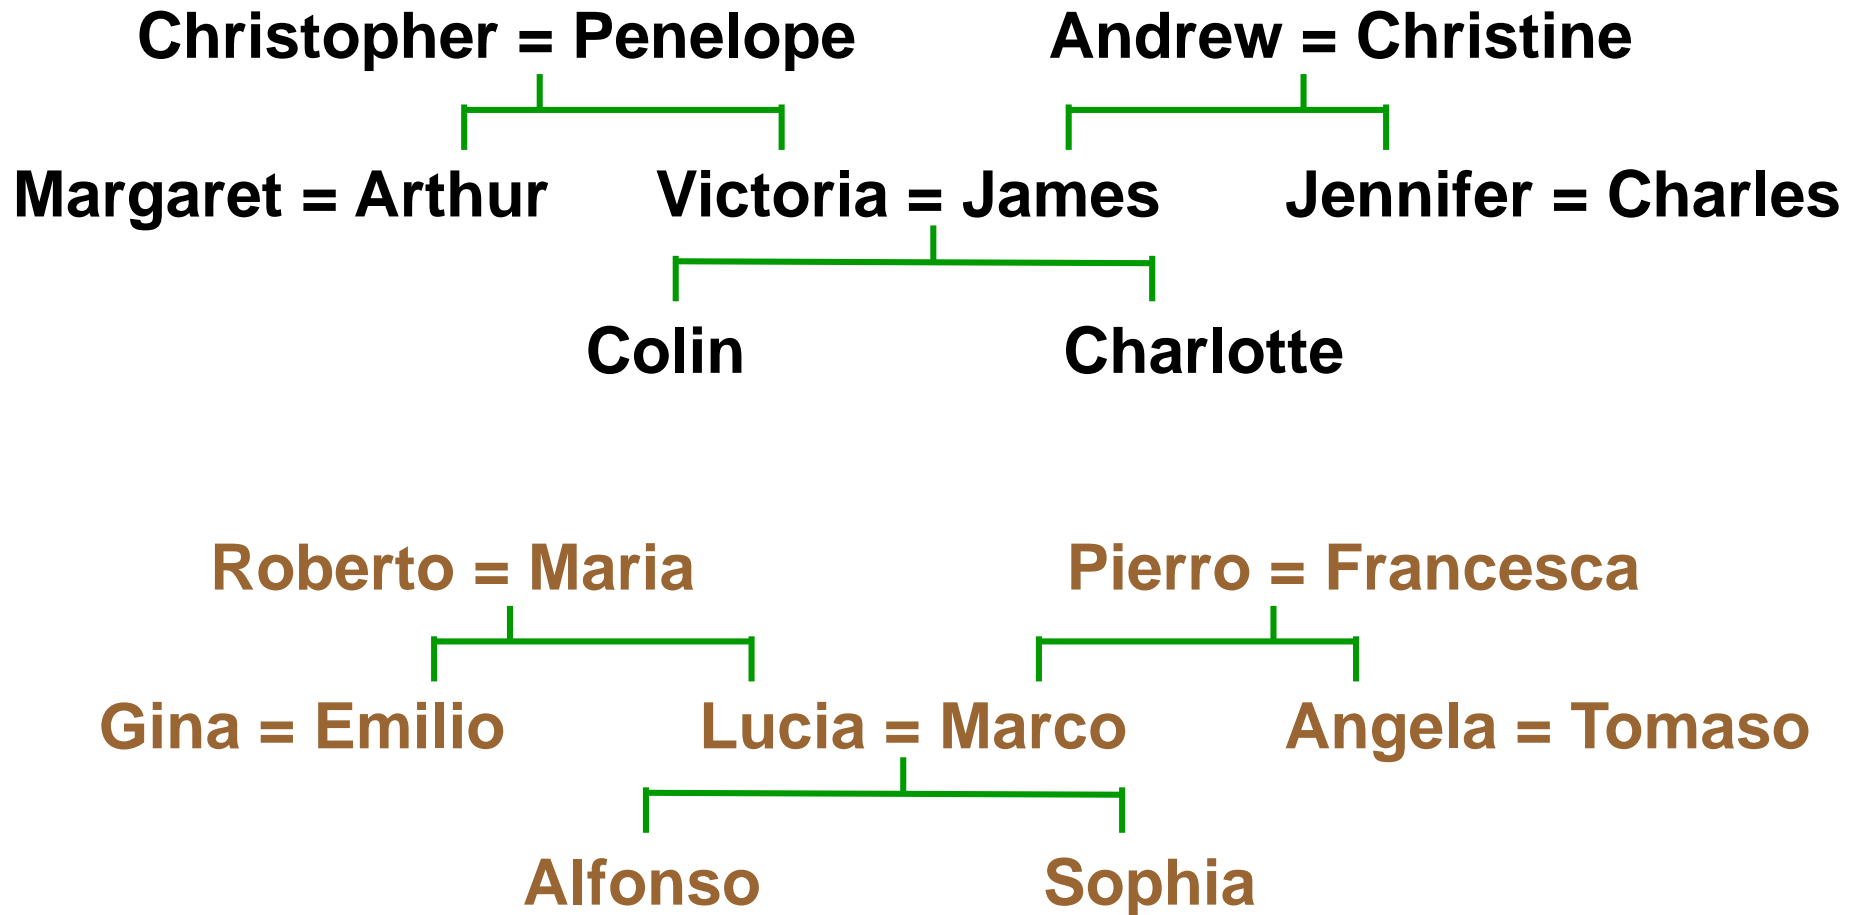 Christopher = Penelope Andrew = Christine
Margaret = Arthur Victoria = James Jennifer = Charles
Colin Charlotte
Roberto = Maria Pierro = Francesca
Gina = Emilio Lucia = Marco Angela = Tomaso
Alfonso Sophia